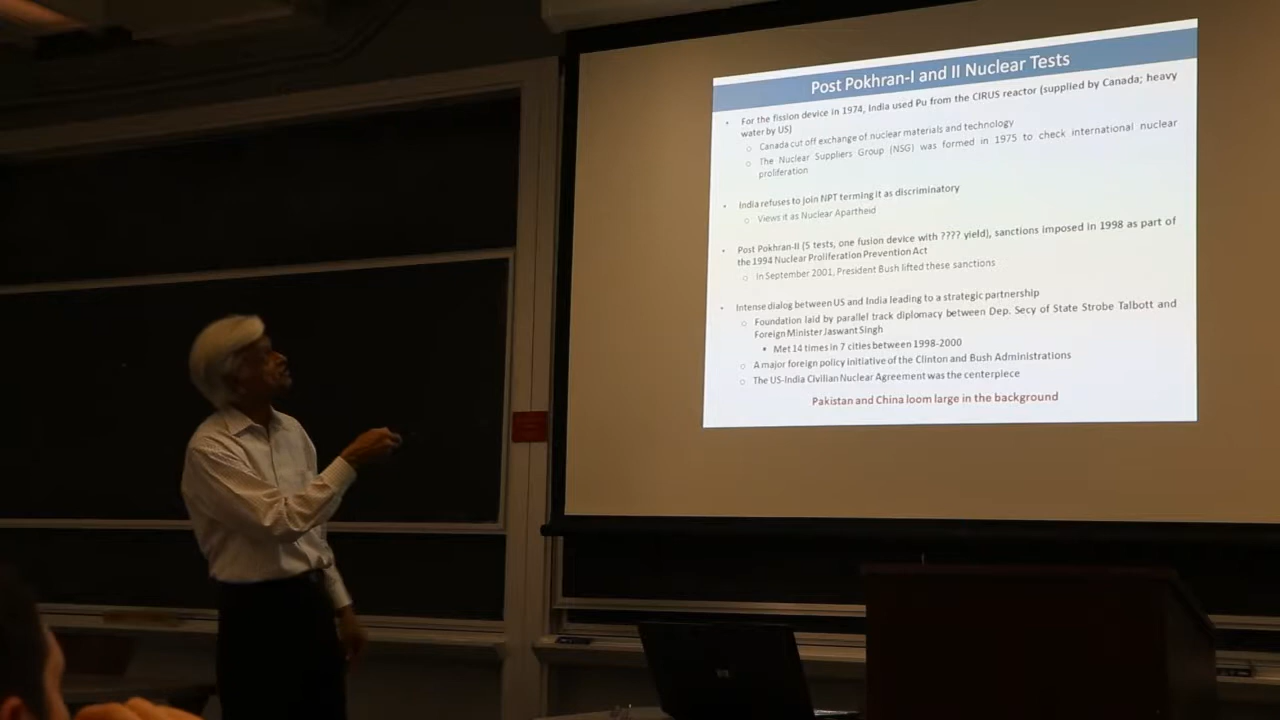 Post Pokhran-I and II Nuclear Tests
• For the fission device in 1974, India used Pu from the CIRUS reactor (supplied by Canada; heavy
water by US)
○ Canada cut off exchange of nuclear materials and technology
○ The Nuclear Suppliers Group (NSG) was formed in 1975 to check international nuclear
proliferation
• India refuses to join NPT terming it as discriminatory
○ Views it as Nuclear Apartheid
• Post Pokhran-II (5 tests, one fusion device with ???? yield), sanctions imposed in 1998 as part of
the 1994 Nuclear Proliferation Prevention Act
○ In September 2001, President Bush lifted these sanctions
• Intense dialog between US and India leading to a strategic partnership
○ Foundation laid by parallel track diplomacy between Dep. Secy of State Strobe Talbott and
Foreign Minister Jaswant Singh
▪ Met 14 times in 7 cities between 1998-2000
○ A major foreign policy initiative of the Clinton and Bush Administrations
○ The US-India Civilian Nuclear Agreement was the centerpiece
Pakistan and China loom large in the background
hp